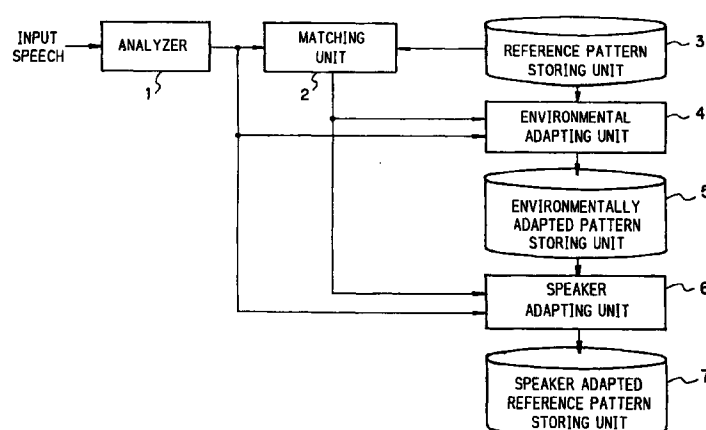 INPUT
SPEECH
ANALYZER
1
MATCHING
UNIT
2
REFERENCE PATTERN
STORING UNIT
3
ENVIRONMENTAL
ADAPTING UNIT
4
ENVIRONMENTALLY
ADAPTED PATTERN
STORING UNIT
5
SPEAKER
ADAPTING UNIT
6
SPEAKER ADAPTED
REFERENCE PATTERN
STORING UNIT
7